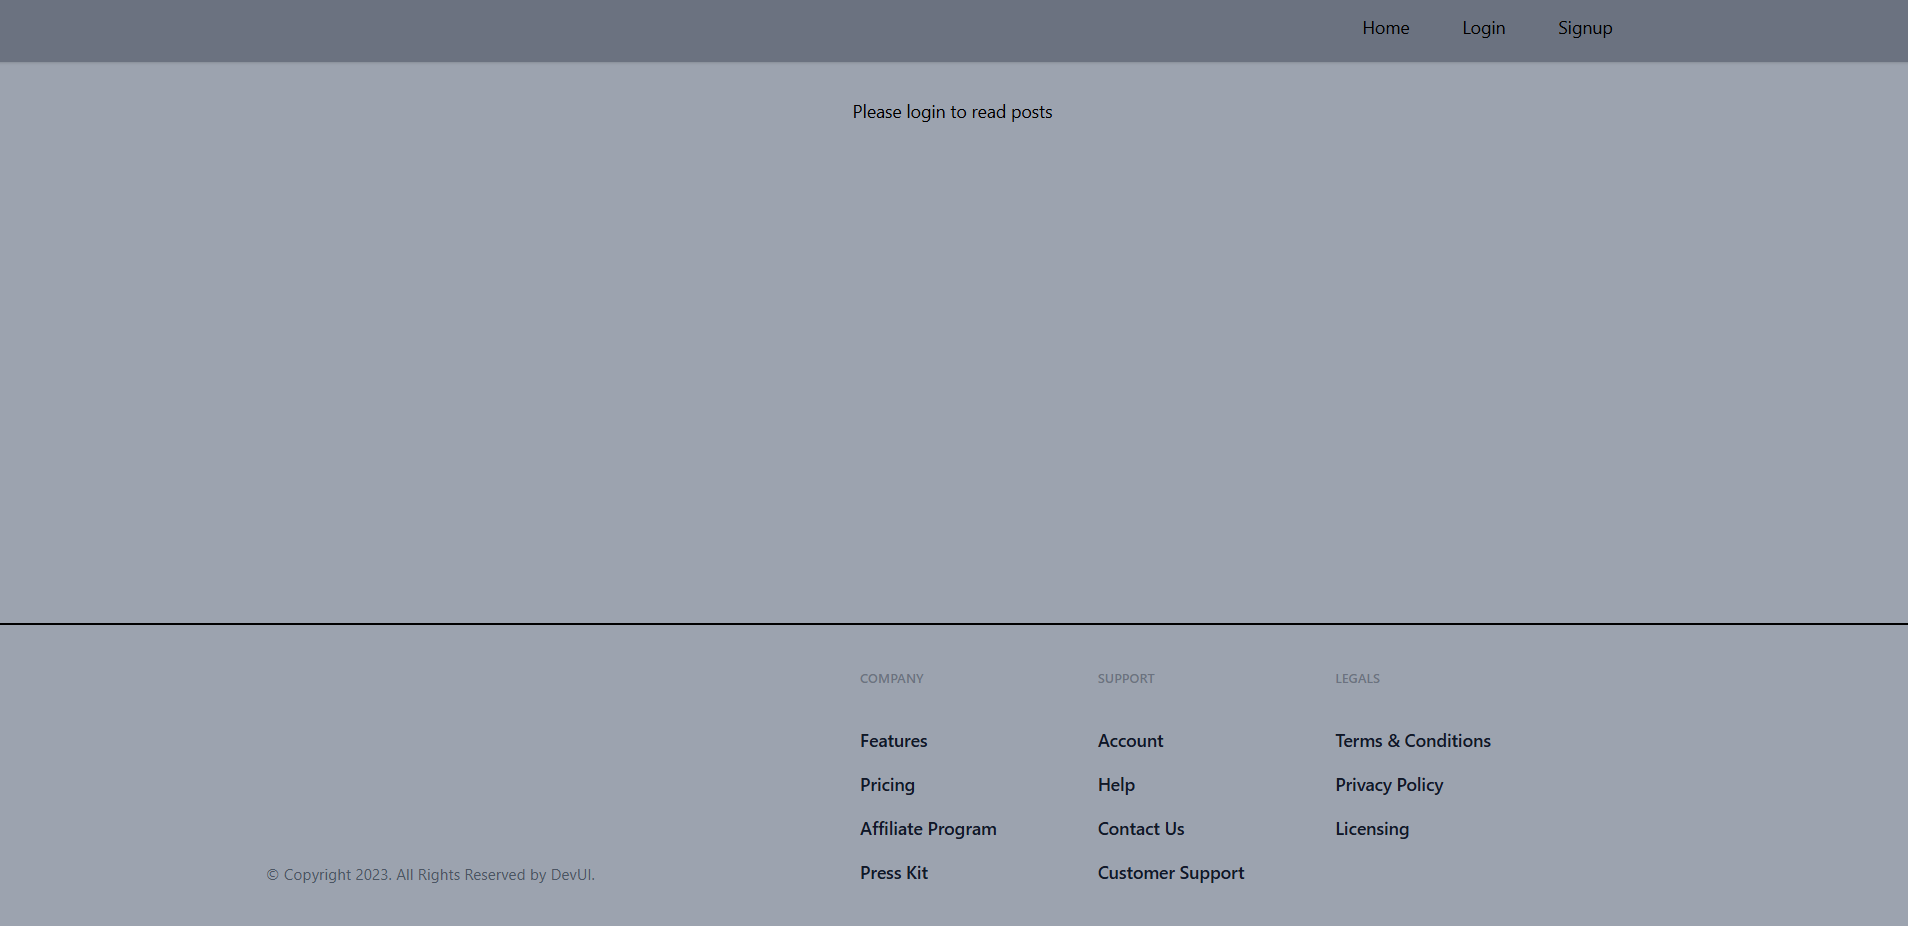 Home Login Signup
Please login to read posts
COMPANY
Features
Pricing
Affiliate Program
Press Kit
SUPPORT
Account
Help
Contact Us
Customer Support
LEGALS
Terms & Conditions
Privacy Policy
Licensing
© Copyright 2023. All Rights Reserved by DevUI.